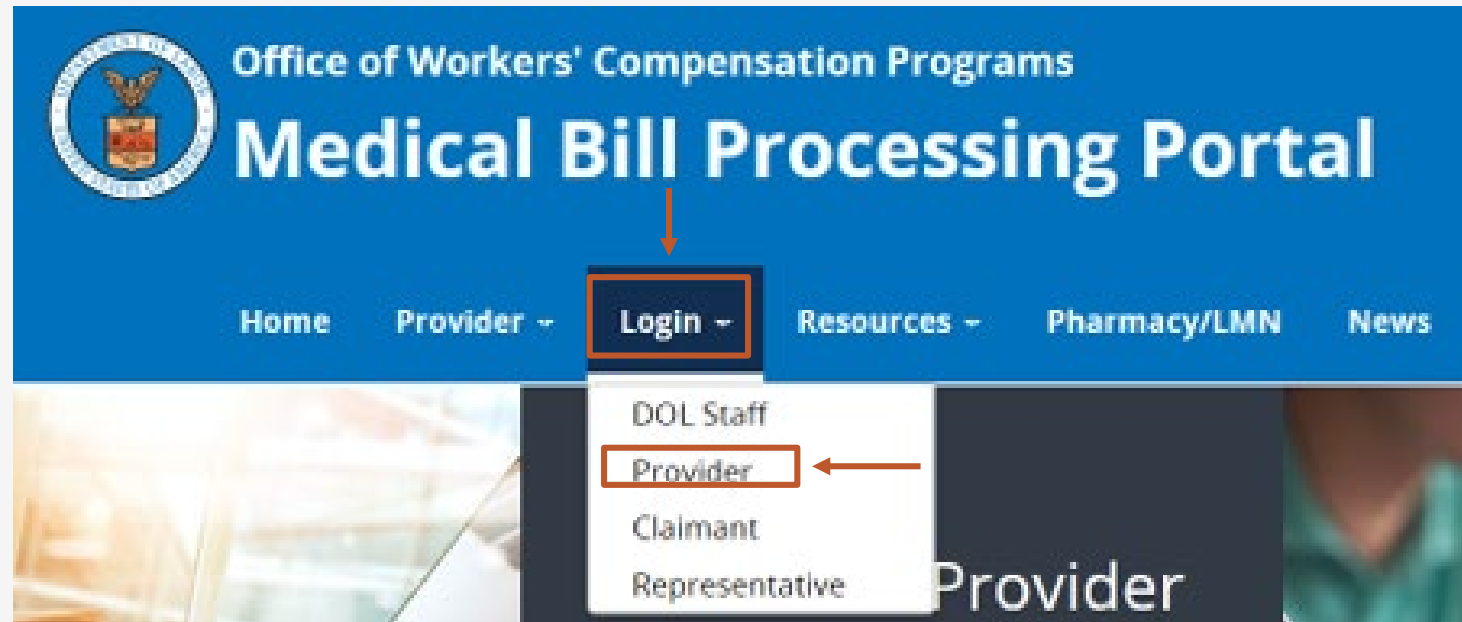 Office of Workers' Compensation Programs
Medical Bill Processing Portal
Home Provider Login Resources Pharmacy/LMN News
DOL Staff
Provider
Claimant
Representative
Provider